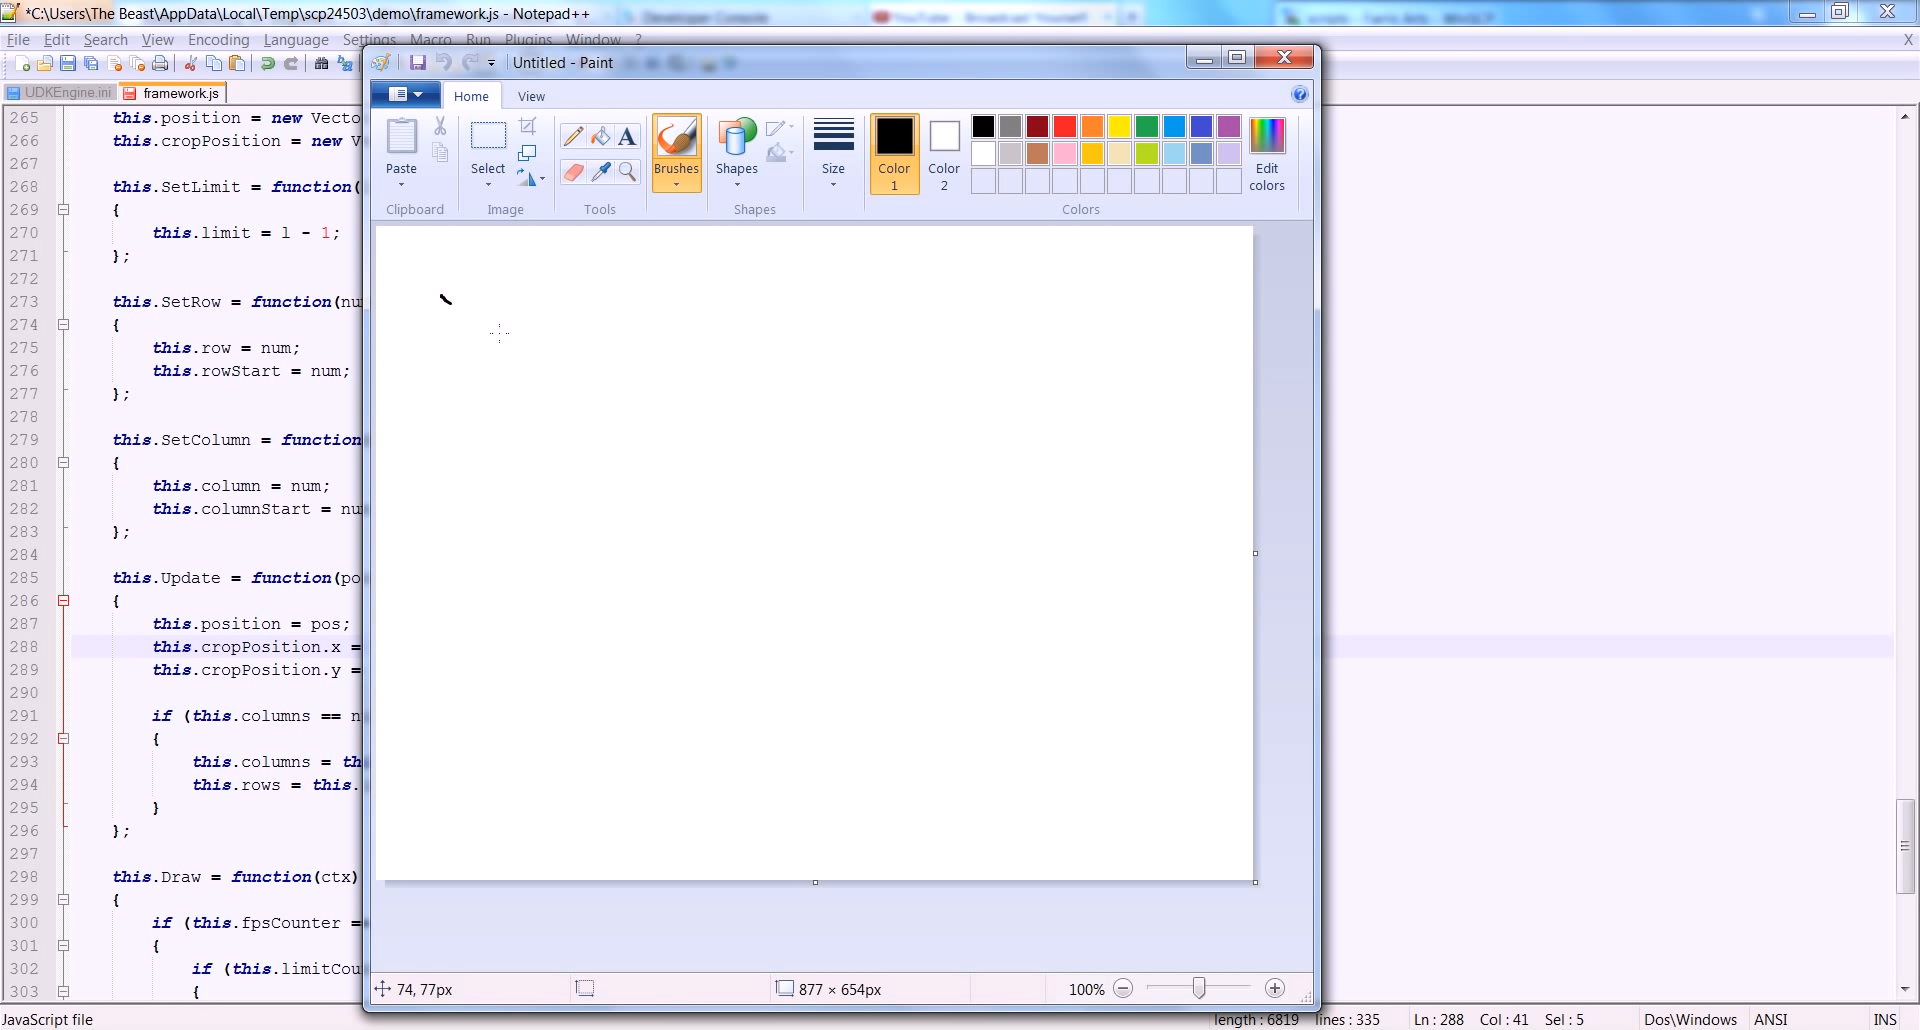 *C:\Users\The Beast\AppData\Local\Temp\scp24503\demo\framework.js - Notepad++
File Edit Search View Encoding Language Settings Macro Run Plugins Window ?
X
UDKEngine.ini framework.js
Untitled - Paint
Home View
Paste
Select
Brushes
Shapes
Size
Color 1
Color 2
Edit colors
Clipboard Image Tools Shapes Colors
265 this.position = new Vecto
266 this.cropPosition = new V
267
268 this.SetLimit = function(
269 {
270 this.limit = l - 1;
271 };
272
273 this.SetRow = function(nu
274 {
275 this.row = num;
276 this.rowStart = num;
277 };
278
279 this.SetColumn = function
280 {
281 this.column = num;
282 this.columnStart = nu
283 };
284
285 this.Update = function(po
286 {
287 this.position = pos;
288 this.cropPosition.x =
289 this.cropPosition.y =
290
291 if (this.columns == n
292 {
293 this.columns = th
294 this.rows = this.
295 }
296 };
297
298 this.Draw = function(ctx)
299 {
300 if (this.fpsCounter =
301 {
302 if (this.limitCou
303 {
74, 77px 877 × 654px 100%
JavaScript file length : 6819 lines : 335 Ln : 288 Col : 41 Sel : 5 Dos\Windows ANSI INS